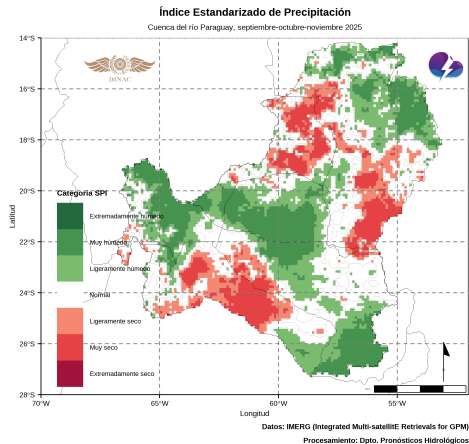 Índice Estandarizado de Precipitación
Cuenca del río Paraguay, septiembre-octubre-noviembre 2025
14°S
16°S
18°S
20°S
22°S
24°S
26°S
28°S
Latitud
DINAC
Categoría SPI
Extremadamente húmedo
Muy húmedo
Ligeramente húmedo
Normal
Ligeramente seco
Muy seco
Extremadamente seco
70°W
65°W
60°W
55°W
Longitud
Datos: IMERG (Integrated Multi-satellitE Retrievals for GPM)
Procesamiento: Dpto. Pronósticos Hidrológicos